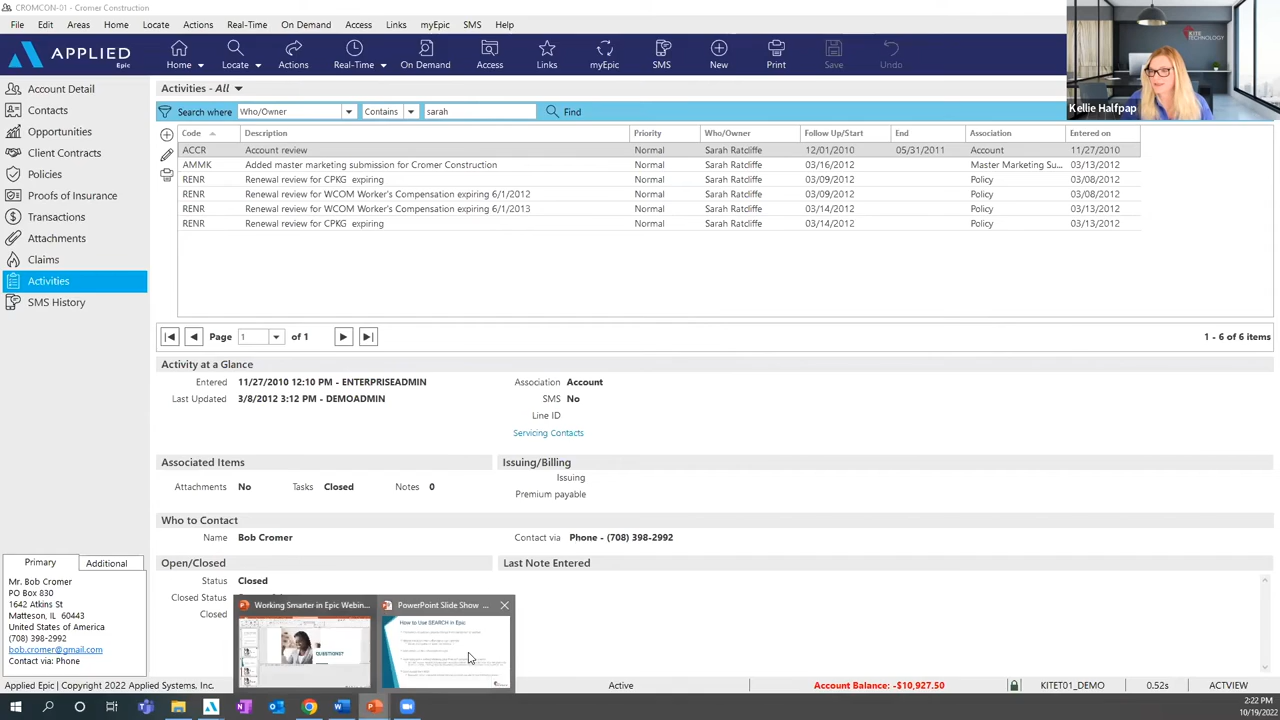 CROMCON-01 - Cromer Construction
File Edit Areas Home Locate Actions Real-Time On Demand Access Links myEpic SMS Help
APPLIED Epic
Home Locate Actions Real-Time On Demand Access Links myEpic SMS New Print Save Undo
KITE TECHNOLOGY
Kellie Halfpap
Account Detail
Contacts
Opportunities
Client Contracts
Policies
Proofs of Insurance
Transactions
Attachments
Claims
Activities
SMS History
Activities - All
Search where Who/Owner Contains sarah Find
Code Description Priority Who/Owner Follow Up/Start End Association Entered on
ACCR Account review Normal Sarah Ratcliffe 12/01/2010 05/31/2011 Account 11/27/2010
AMMK Added master marketing submission for Cromer Construction Normal Sarah Ratcliffe 03/16/2012 Master Marketing Su... 03/13/2012
RENR Renewal review for CPKG expiring Normal Sarah Ratcliffe 03/09/2012 Policy 03/08/2012
RENR Renewal review for WCOM Worker's Compensation expiring 6/1/2012 Normal Sarah Ratcliffe 03/09/2012 Policy 03/08/2012
RENR Renewal review for WCOM Worker's Compensation expiring 6/1/2013 Normal Sarah Ratcliffe 03/14/2012 Policy 03/13/2012
RENR Renewal review for CPKG expiring Normal Sarah Ratcliffe 03/14/2012 Policy 03/13/2012
Page 1 of 1 1 - 6 of 6 items
Activity at a Glance
Entered 11/27/2010 12:10 PM - ENTERPRISEADMIN Association Account
Last Updated 3/8/2012 3:12 PM - DEMOADMIN SMS No
Line ID
Servicing Contacts
Associated Items Issuing/Billing
Attachments No Tasks Closed Notes 0 Issuing
Premium payable
Who to Contact
Name Bob Cromer Contact via Phone - (708) 398-2992
Open/Closed Last Note Entered
Status Closed
Closed Status
Closed
Primary Additional
Mr. Bob Cromer
PO Box 830
1642 Atkins St
Matteson, IL 60443
United States of America
(708) 398-2992
bob.cromer@gmail.com
Contact via: Phone
Working Smarter in Epic Webin... PowerPoint Slide Show ...
QUESTIONS?
How to Use SEARCH in Epic
Applied Epic | Copyright 2022 Applied Systems, Inc. Active Account Balance: -$10,927.50 KITET01_DEMO 0.52s ACTVIEW
2:22 PM
10/19/2022